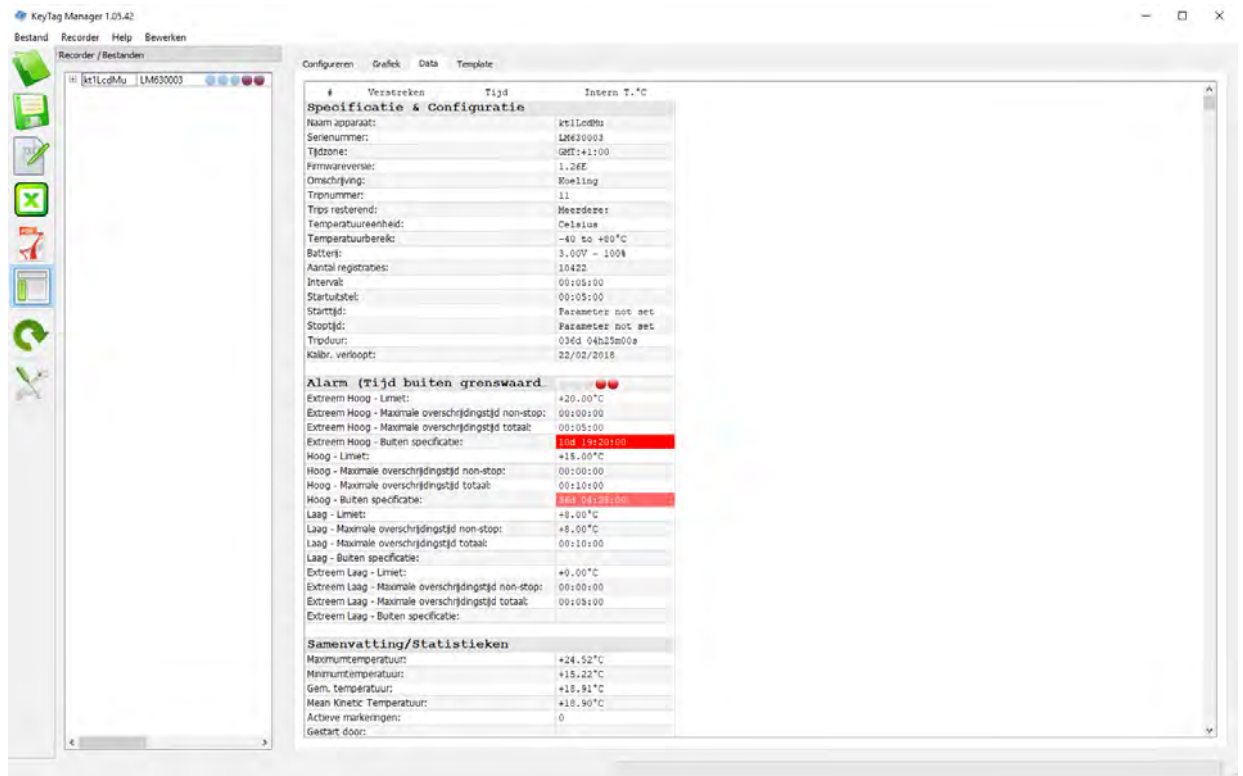 KeyTag Manager 1.05.42
Bestand Recorder Help Bewerken
Recorder / Bestanden
kt1LcdMu LM630003
Configureren Grafiek Data Template
# Verstreken Tijd Intern T.°C
Specificatie & Configuratie
Naam apparaat: kt1LcdMu
Serienummer: LM630003
Tijdzone: GMT:+1:00
Firmwareversie: 1.26E
Omschrijving: Koeling
Tripnummer: 11
Trips resterend: Meerdere:
Temperatuureenheid: Celsius
Temperatuurbereik: -40 to +80°C
Batterij: 3.00V - 100%
Aantal registraties: 10422
Interval: 00:05:00
Startuitstel: 00:05:00
Starttijd: Parameter not set
Stoptijd: Parameter not set
Tripduur: 036d 04h25m00s
Kalibr. verloopt: 22/02/2018
Alarm (Tijd buiten grenswaard
Extreem Hoog - Limiet: +20.00°C
Extreem Hoog - Maximale overschrijdingstijd non-stop: 00:00:00
Extreem Hoog - Maximale overschrijdingstijd totaal: 00:05:00
Extreem Hoog - Buiten specificatie: 10d 19:20:00
Hoog - Limiet: +15.00°C
Hoog - Maximale overschrijdingstijd non-stop: 00:00:00
Hoog - Maximale overschrijdingstijd totaal: 00:10:00
Hoog - Buiten specificatie: 36d 04:25:00
Laag - Limiet: +8.00°C
Laag - Maximale overschrijdingstijd non-stop: +8.00°C
Laag - Maximale overschrijdingstijd totaal: 00:10:00
Laag - Buiten specificatie:
Extreem Laag - Limiet: +0.00°C
Extreem Laag - Maximale overschrijdingstijd non-stop: 00:00:00
Extreem Laag - Maximale overschrijdingstijd totaal: 00:05:00
Extreem Laag - Buiten specificatie:
Samenvatting/Statistieken
Maximumtemperatuur: +24.52°C
Minimumtemperatuur: +15.22°C
Gem. temperatuur: +18.91°C
Mean Kinetic Temperatuur: +18.90°C
Actieve markeringen: 0
Gestart door: